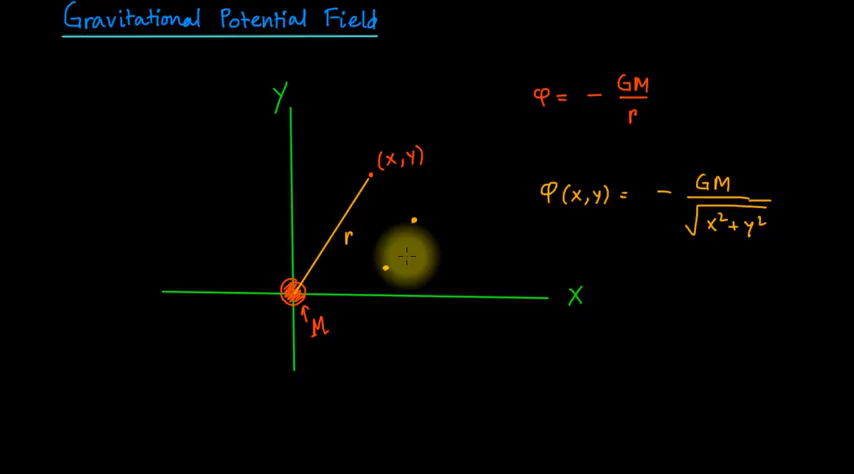 Gravitational Potential Field
Y
φ = - GM/r
(x, y)
φ(x, y) = - GM/√(x² + y²)
r
X
M